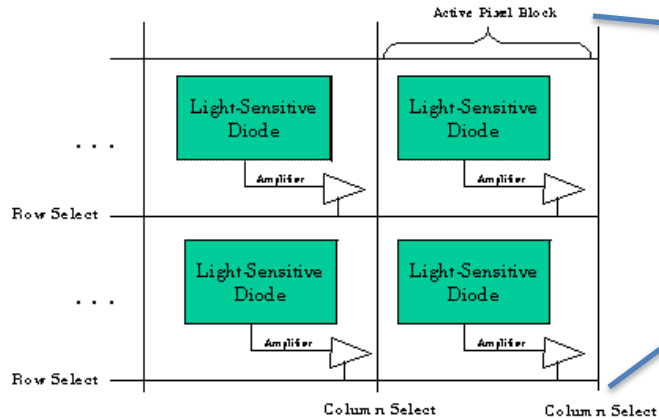 Active Pixel Block
Light-Sensitive
Diode
Light-Sensitive
Diode
. . .
Amplifier
Amplifier
Row Select
Light-Sensitive
Diode
Light-Sensitive
Diode
. . .
Amplifier
Amplifier
Row Select
Column Select
Column Select